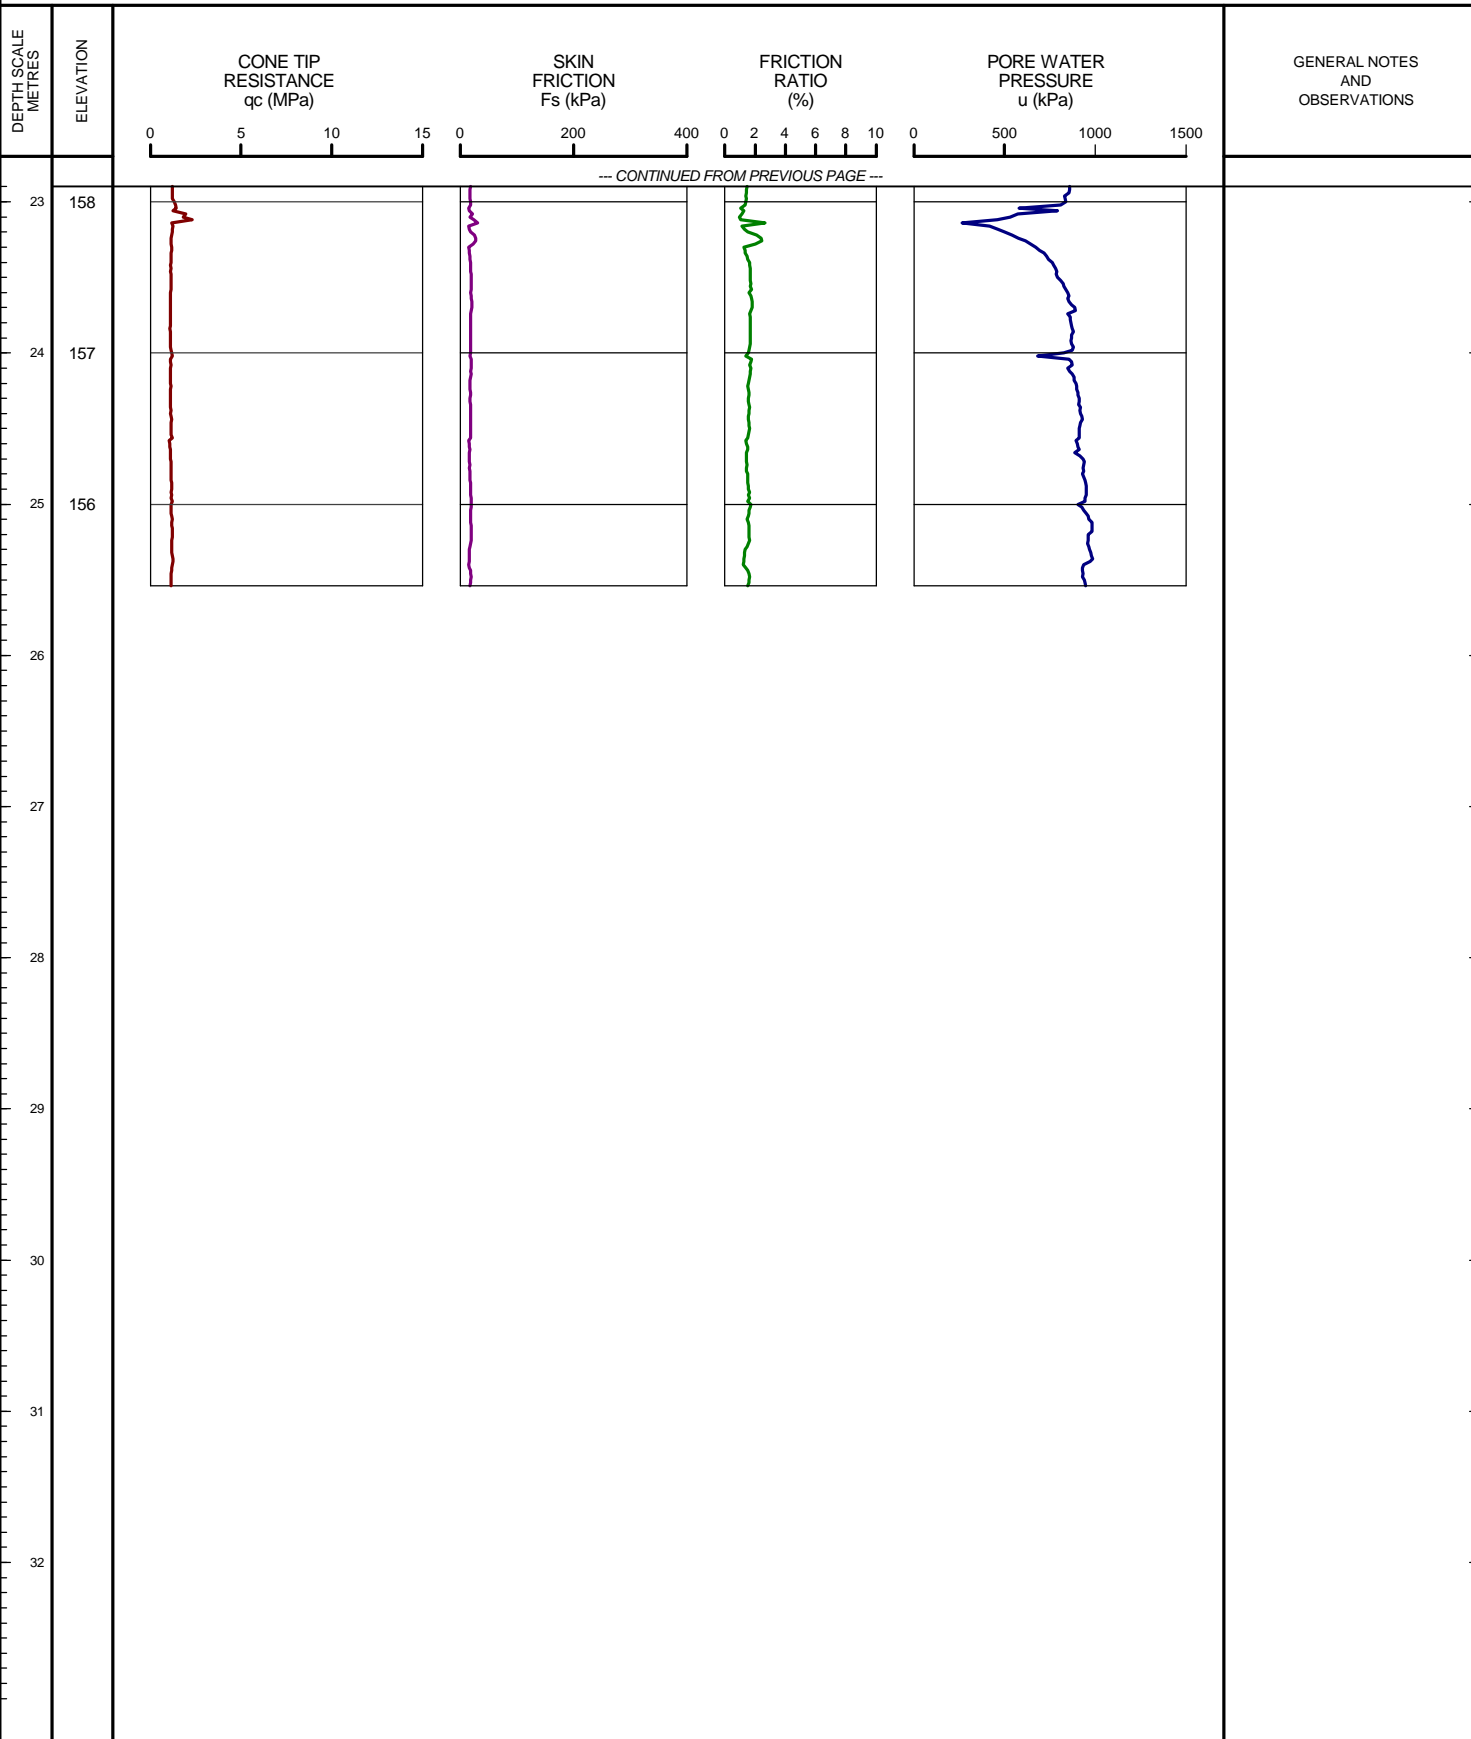 DEPTH SCALE
METRES
ELEVATION
CONE TIP
RESISTANCE
qc (MPa)
SKIN
FRICTION
Fs (kPa)
FRICTION
RATIO
(%)
PORE WATER
PRESSURE
u (kPa)
GENERAL NOTES
AND
OBSERVATIONS
0 5 10 15
0 200 400
0 2 4 6 8 10
0 500 1000 1500
--- CONTINUED FROM PREVIOUS PAGE ---
23 158
24 157
25 156
26
27
28
29
30
31
32